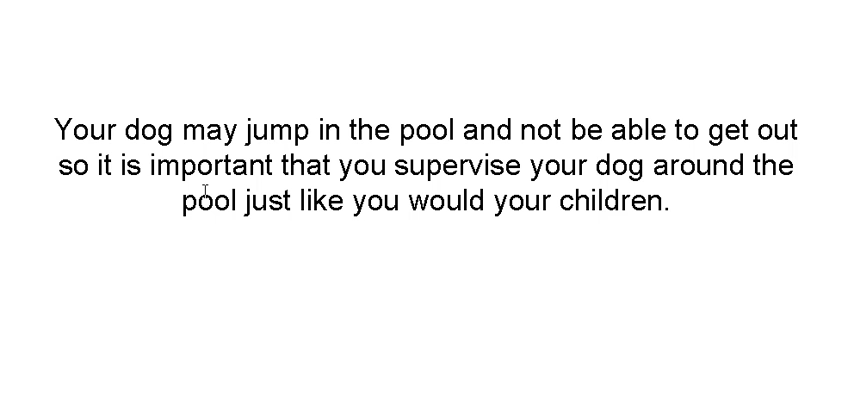 Your dog may jump in the pool and not be able to get out
so it is important that you supervise your dog around the
pool just like you would your children.